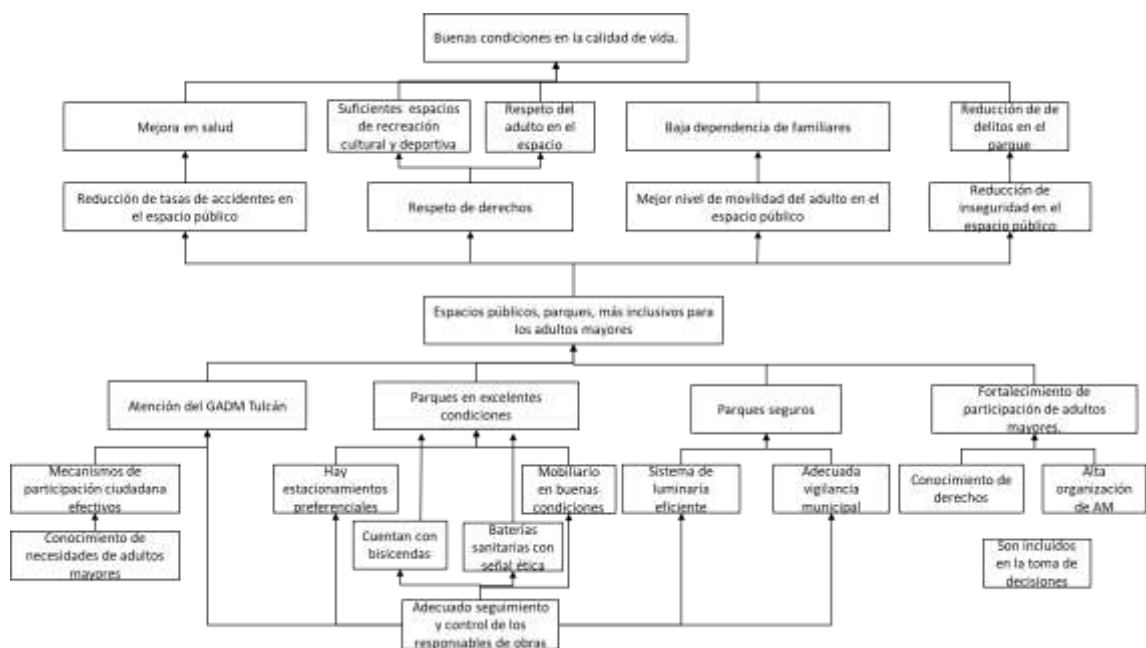 Buenas condiciones en la calidad de vida.
Mejora en salud
Suficientes espacios
de recreación
cultural y deportiva
Respeto del
adulto en el
espacio
Baja dependencia de familiares
Reducción de de
delitos en el
parque
Reducción de tasas de accidentes en
el espacio público
Respeto de derechos
Mejor nivel de movilidad del adulto en el
espacio público
Reducción de
inseguridad en el
espacio público
Espacios públicos, parques, más inclusivos para
los adultos mayores
Atención del GADM Tulcán
Parques en excelentes
condiciones
Parques seguros
Fortalecimiento de
participación de adultos
mayores.
Mecanismos de
participación ciudadana
efectivos
Hay
estacionamientos
preferenciales
Mobiliario
en buenas
condiciones
Sistema de
luminaria
eficiente
Adecuada
vigilancia
municipal
Conocimiento de
derechos
Alta
organización
de AM
Conocimiento de
necesidades de adultos
mayores
Cuentan con
bisicendas
Baterías
sanitarias con
señal ética
Son incluidos
en la toma de
decisiones
Adecuado seguimiento
y control de los
responsables de obras